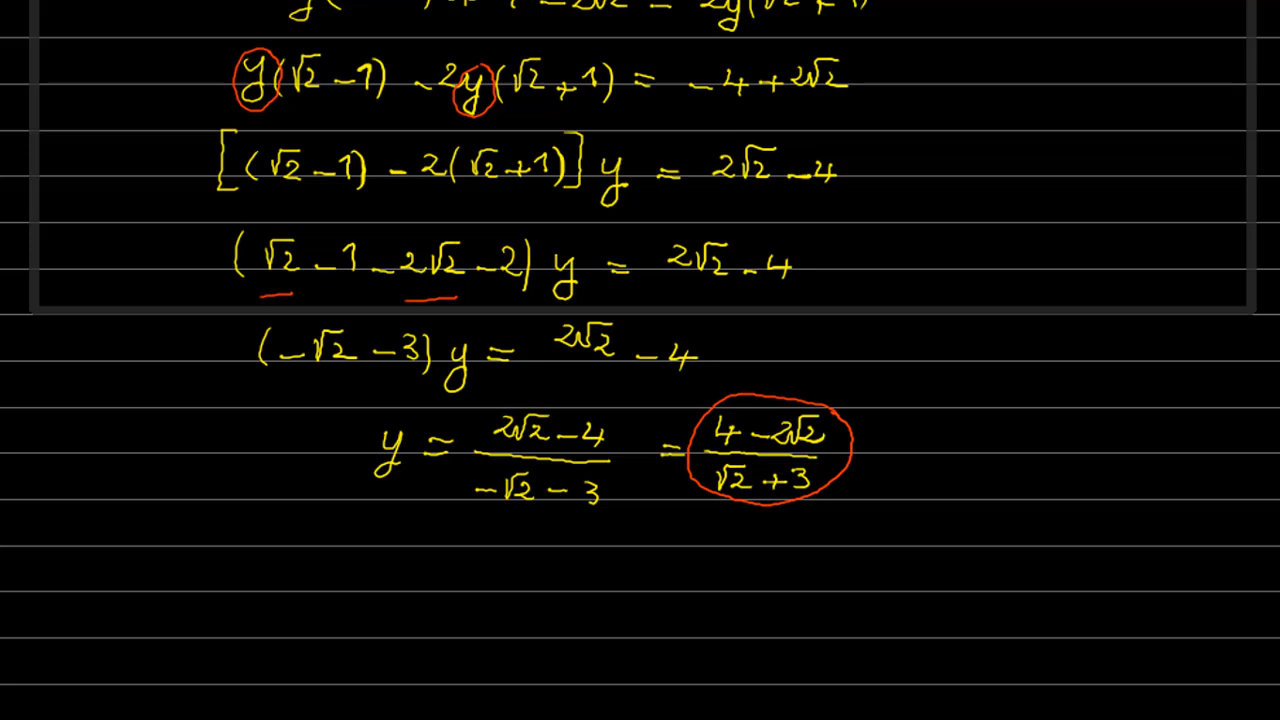 y(√2 - 1) - 2y(√2 + 1) = - 4 + 2√2
[(√2 - 1) - 2(√2 + 1)] y = 2√2 - 4
(√2 - 1 - 2√2 - 2) y = 2√2 - 4
(-√2 - 3) y = 2√2 - 4
y = (2√2 - 4)/(-√2 - 3) = (4 - 2√2)/(√2 + 3)